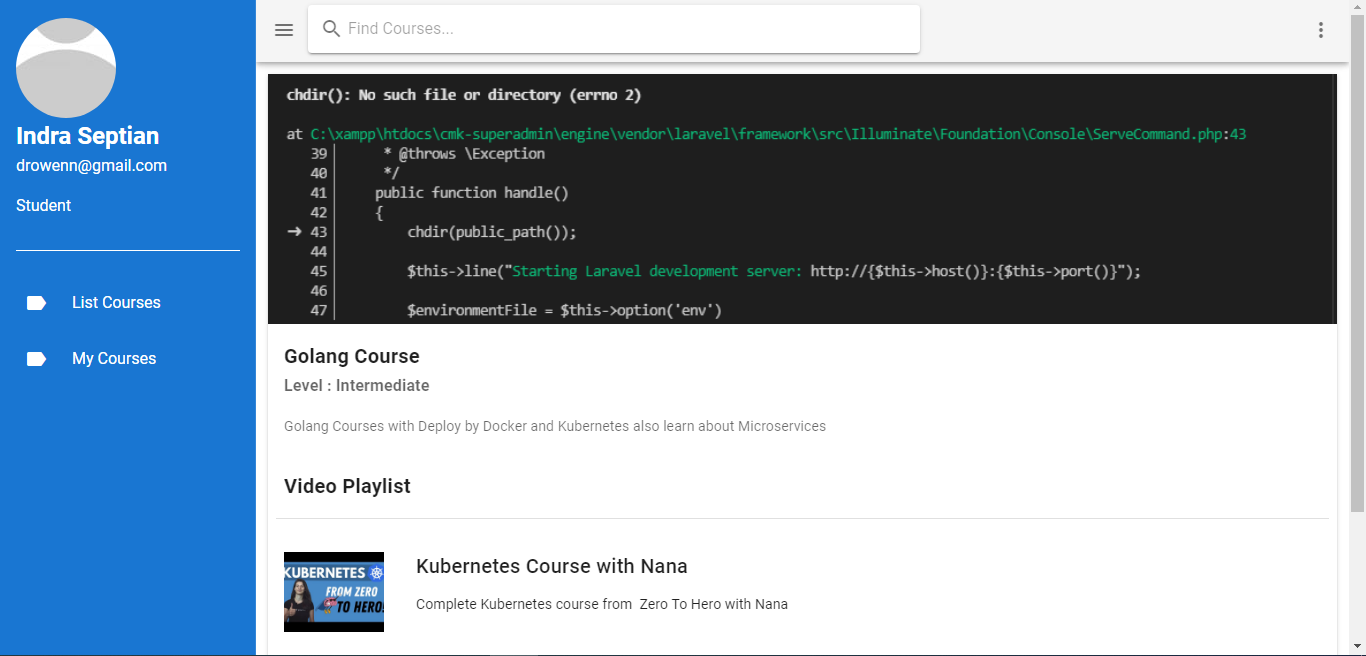 Indra Septian
drowenn@gmail.com
Student
List Courses
My Courses
Find Courses...
chdir(): No such file or directory (errno 2)
at C:\xampp\htdocs\cmk-superadmin\engine\vendor\laravel\framework\src\Illuminate\Foundation\Console\ServeCommand.php:43
39 * @throws \Exception
40 */
41 public function handle()
42 {
➜ 43 chdir(public_path());
44
45 $this->line("Starting Laravel development server: http://{$this->host()}:{$this->port()}");
46
47 $environmentFile = $this->option('env')
Golang Course
Level : Intermediate
Golang Courses with Deploy by Docker and Kubernetes also learn about Microservices
Video Playlist
KUBERNETES
FROM ZERO
TO HERO!
Kubernetes Course with Nana
Complete Kubernetes course from  Zero To Hero with Nana